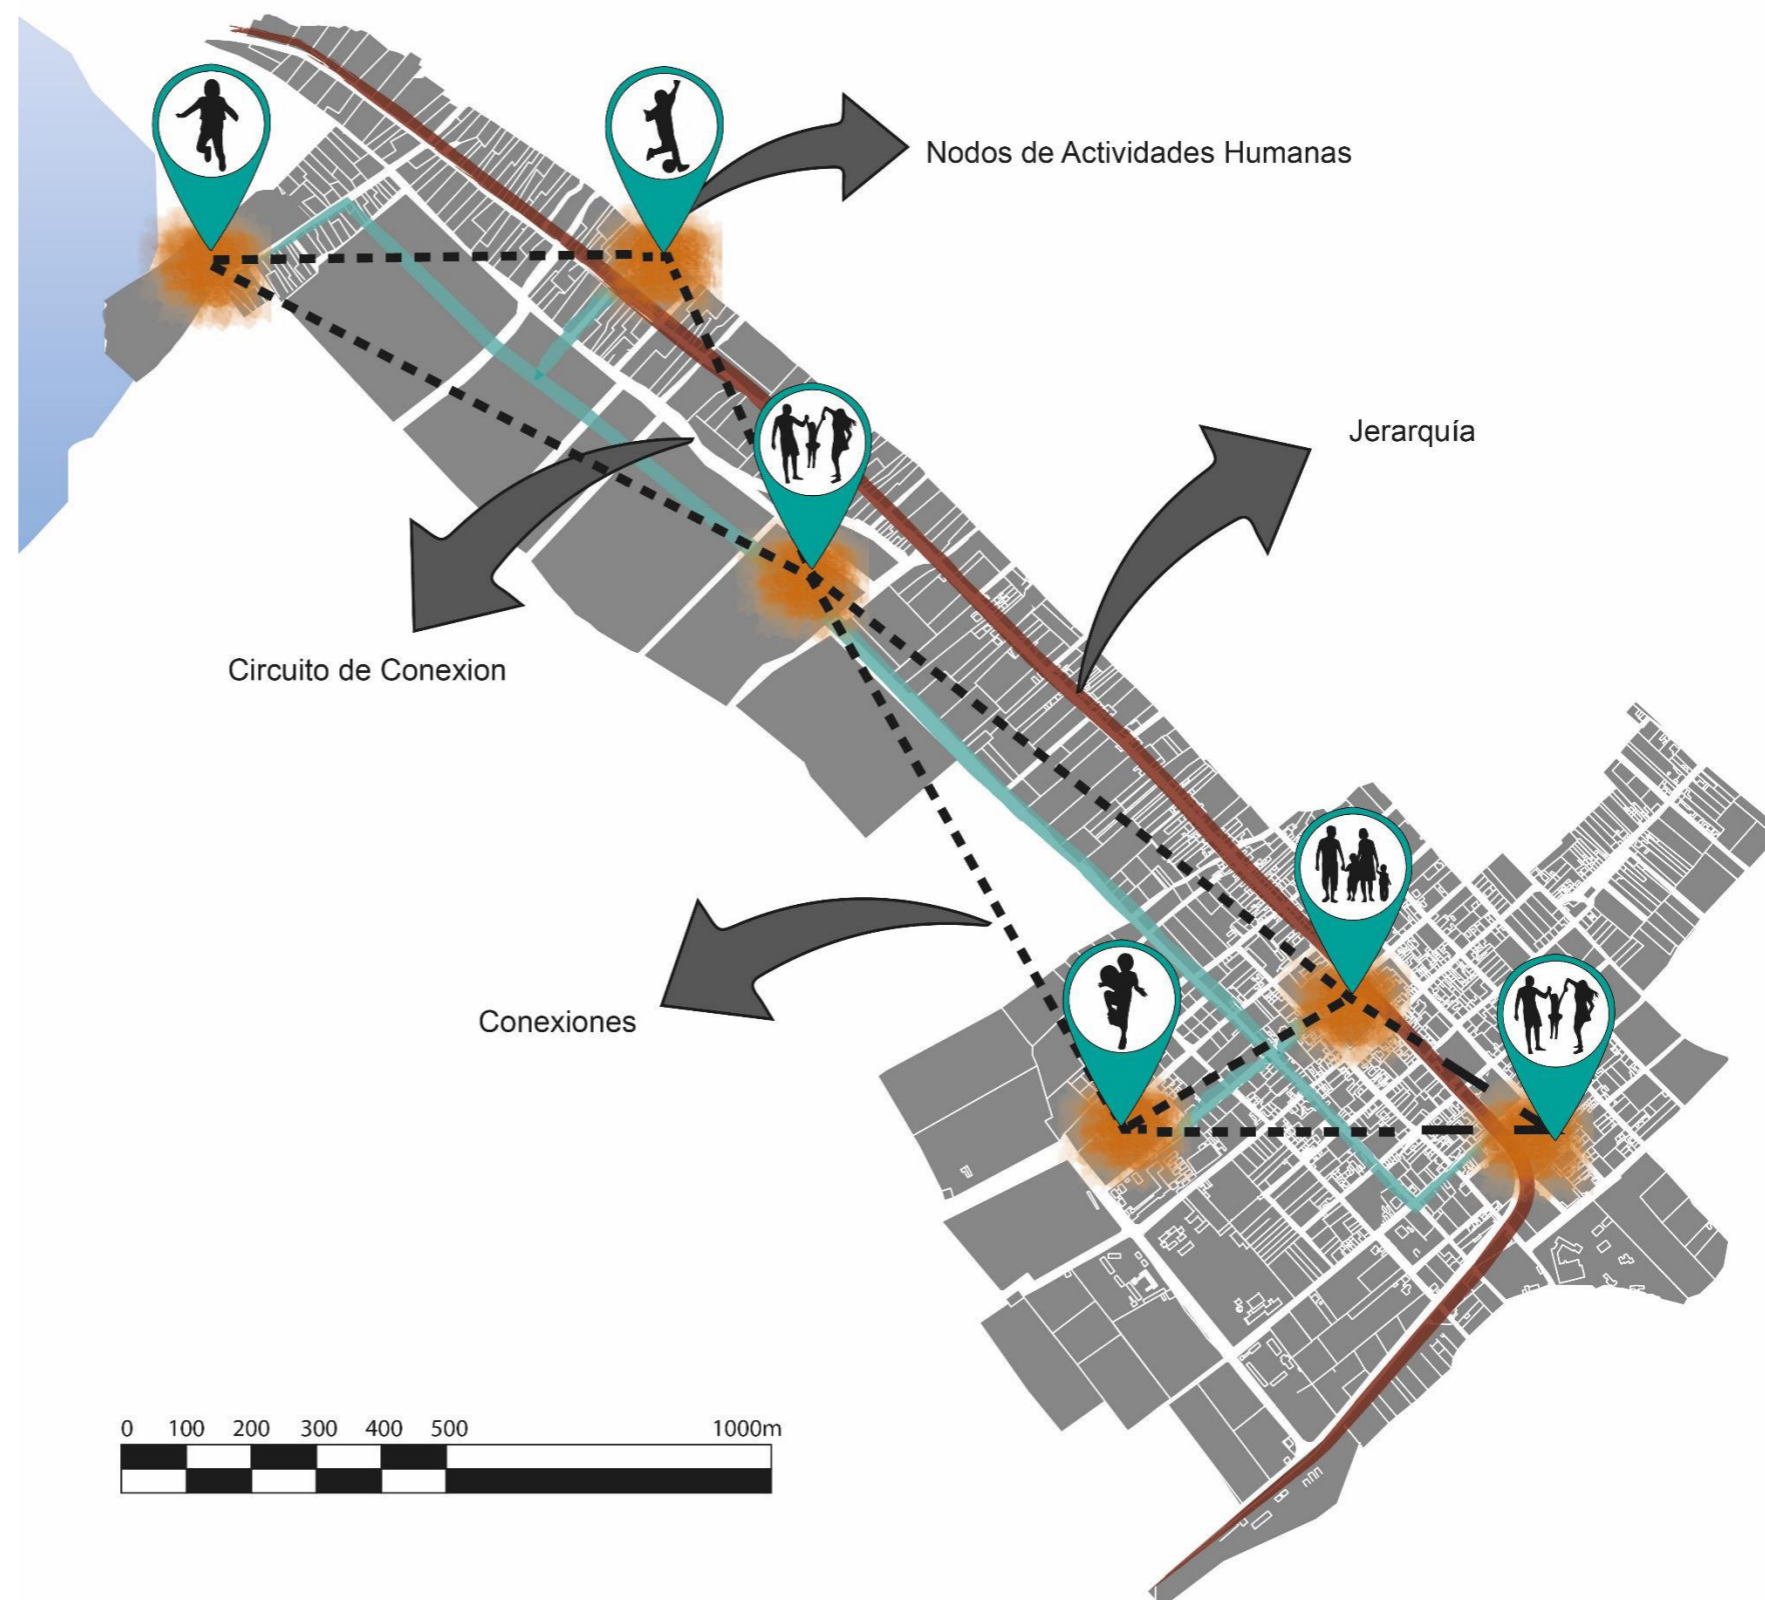 Nodos de Actividades Humanas
Jerarquía
Circuito de Conexion
Conexiones
0 100 200 300 400 500 1000m